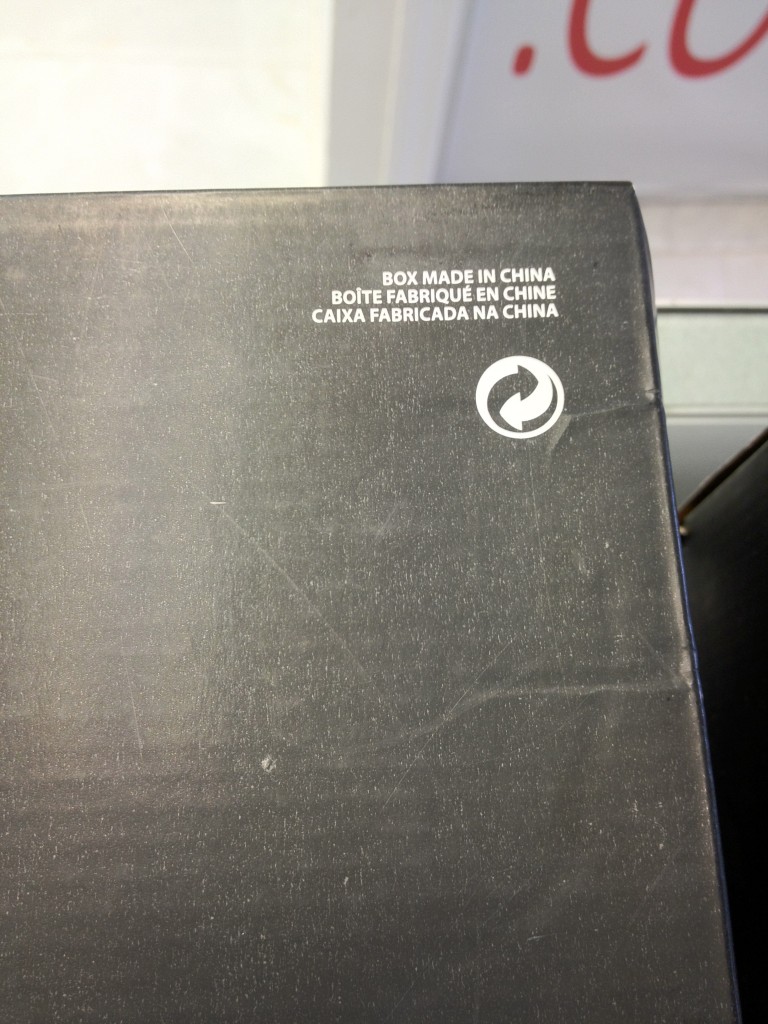 BOX MADE IN CHINA
BOÎTE FABRIQUÉ EN CHINE
CAIXA FABRICADA NA CHINA